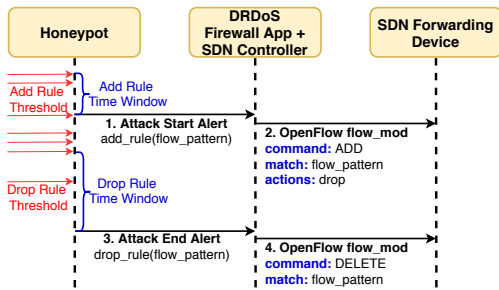 Honeypot
DRDoS
Firewall App +
SDN Controller
SDN Forwarding
Device
Add Rule
Threshold
Add Rule
Time Window
1. Attack Start Alert
add_rule(flow_pattern)
2. OpenFlow flow_mod
command: ADD
match: flow_pattern
actions: drop
Drop Rule
Threshold
Drop Rule
Time Window
3. Attack End Alert
drop_rule(flow_pattern)
4. OpenFlow flow_mod
command: DELETE
match: flow_pattern